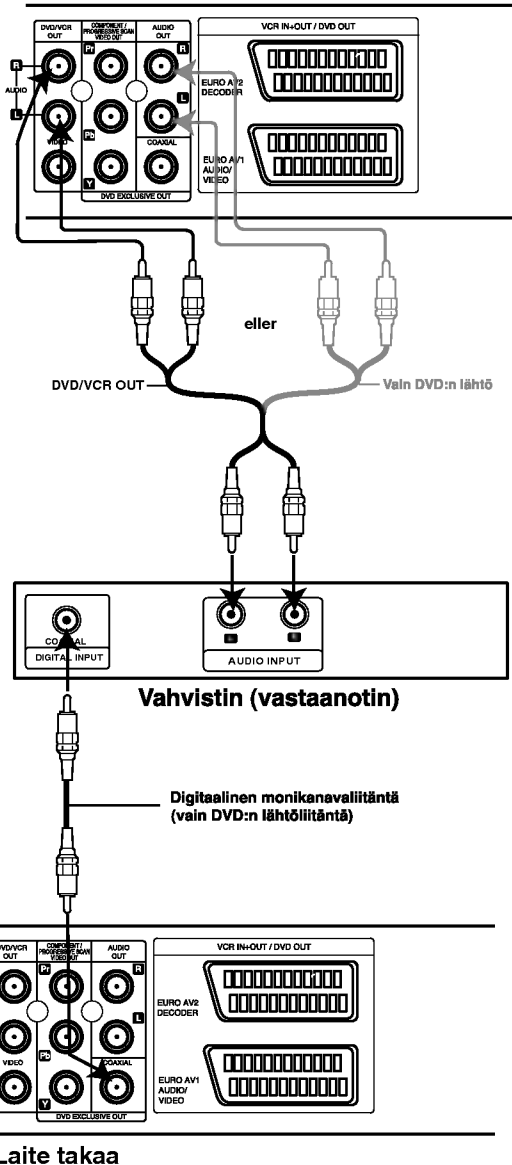 DVD/VCR
OUT
COMPONENT /
PROGRESSIVE SCAN
VIDEO OUT
AUDIO
OUT
VCR IN+OUT / DVD OUT
R
AUDIO
L
Pr
R
L
EURO AV2
DECODER
VIDEO
Pb
COAXIAL
EURO AV1
AUDIO/
VIDEO
Y
DVD EXCLUSIVE OUT
eller
DVD/VCR OUT
Vain DVD:n lähtö
COAXIAL
DIGITAL INPUT
AUDIO INPUT
Vahvistin (vastaanotin)
Digitaalinen monikanavaliitäntä
(vain DVD:n lähtöliitäntä)
DVD/VCR
OUT
COMPONENT /
PROGRESSIVE SCAN
VIDEO OUT
AUDIO
OUT
VCR IN+OUT / DVD OUT
Pr
R
L
EURO AV2
DECODER
VIDEO
Pb
COAXIAL
EURO AV1
AUDIO/
VIDEO
Y
DVD EXCLUSIVE OUT
Laite takaa